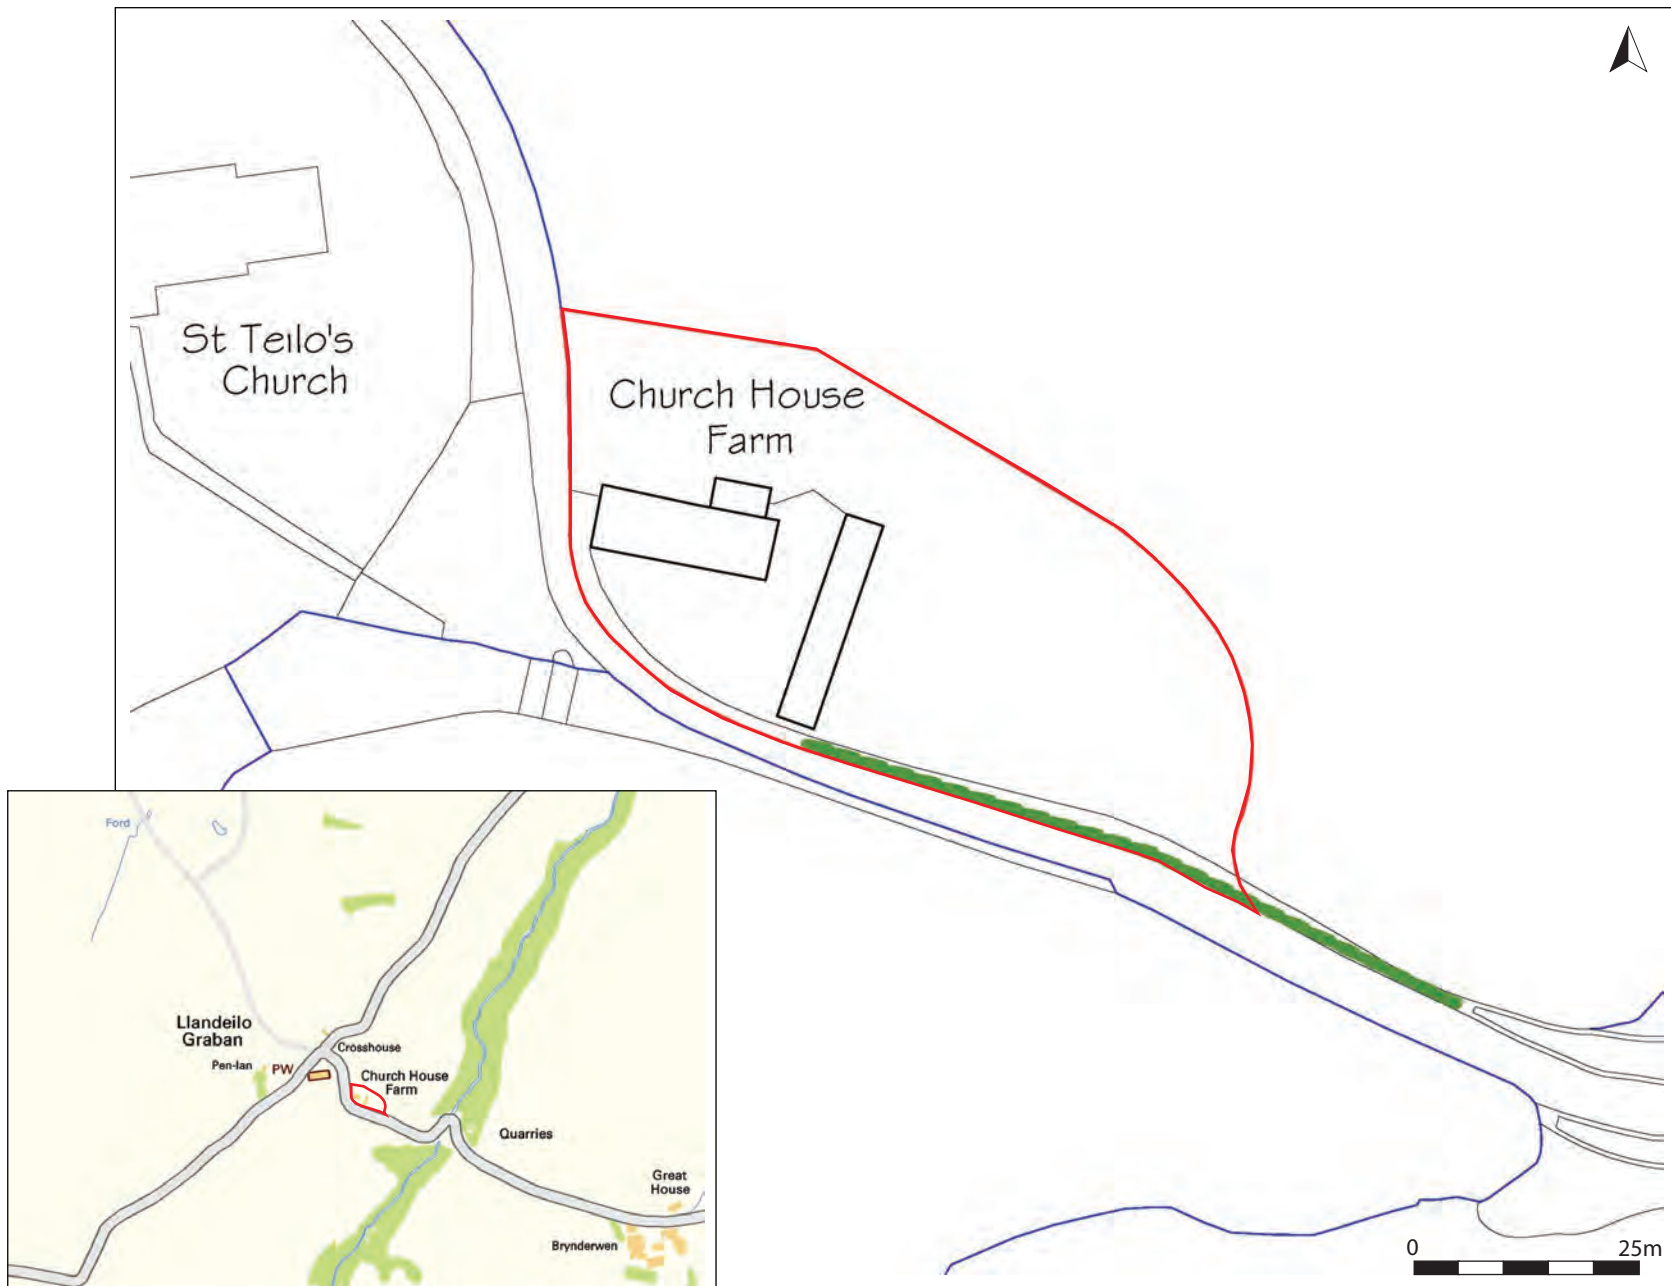 St Teilo's
Church
Church House
Farm
Ford
Llandeilo
Graban
Pen-lan
PW
Crosshouse
Church House
Farm
Quarries
Great
House
Brynderwen
0 25m